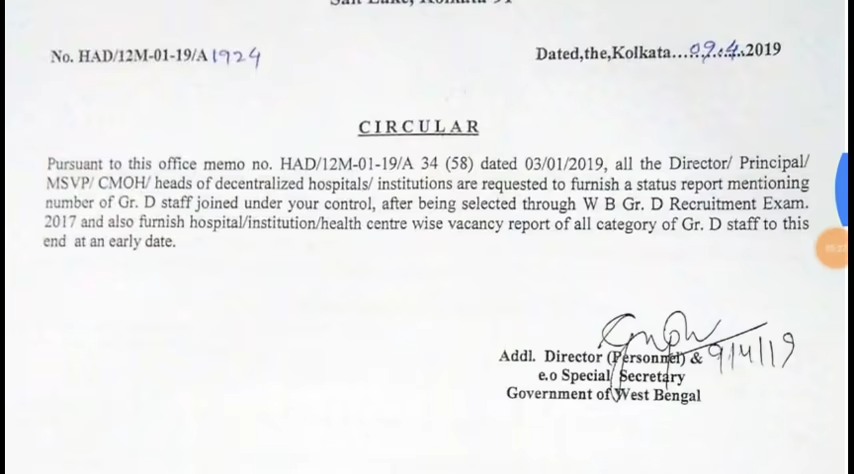 Salt Lake, Kolkata-91
No. HAD/12M-01-19/A 1924
Dated,the,Kolkata...09.4.2019
CIRCULAR
Pursuant to this office memo no. HAD/12M-01-19/A 34 (58) dated 03/01/2019, all the Director/ Principal/
MSVP/ CMOH/ heads of decentralized hospitals/ institutions are requested to furnish a status report mentioning
number of Gr. D staff joined under your control, after being selected through W B Gr. D Recruitment Exam.
2017 and also furnish hospital/institution/health centre wise vacancy report of all category of Gr. D staff to this
end at an early date.
Addl. Director (Personnel) & 9/4/19
e.o Special Secretary
Government of West Bengal